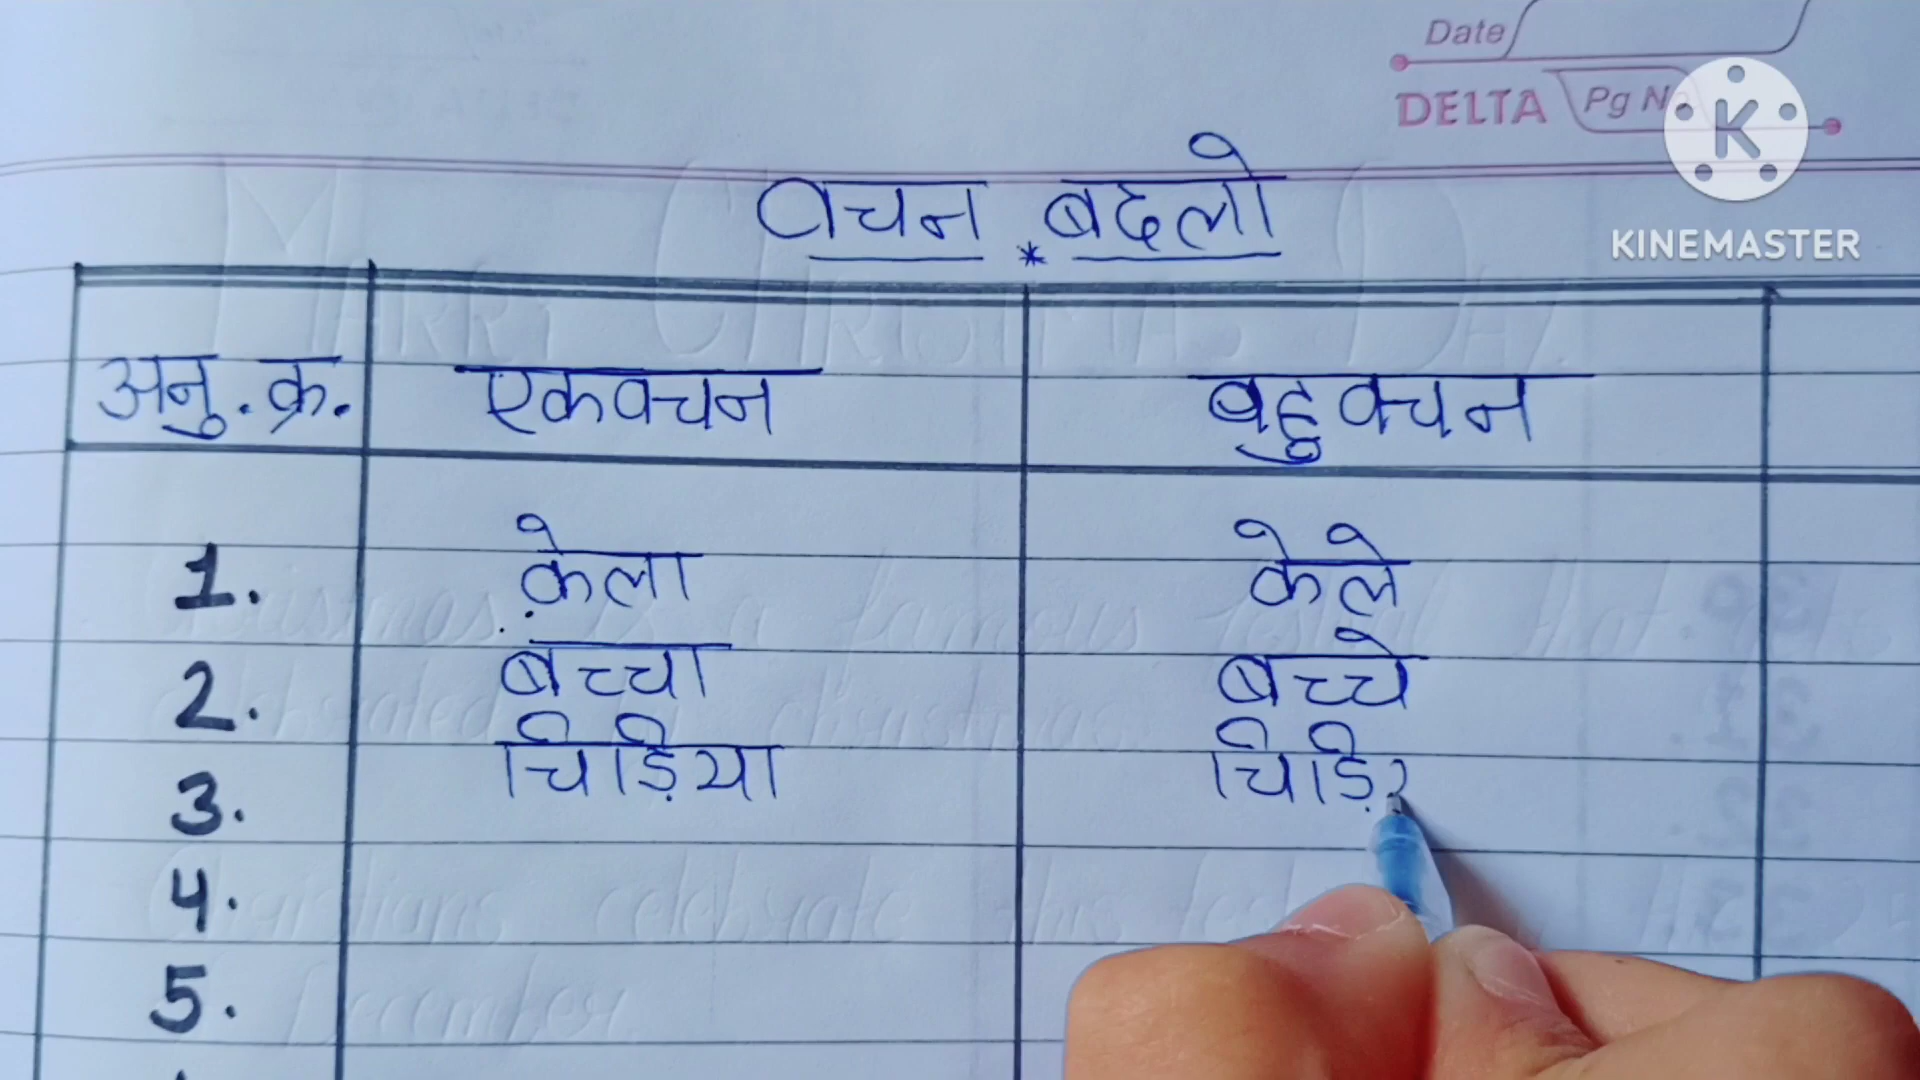 Date
DELTA Pg No
KINEMASTER
वचन * बदलो
अनु. क्र. एकवचन बहुवचन
1. केला केले
2. बच्चा बच्चे
3. चिड़िया
4.
5.